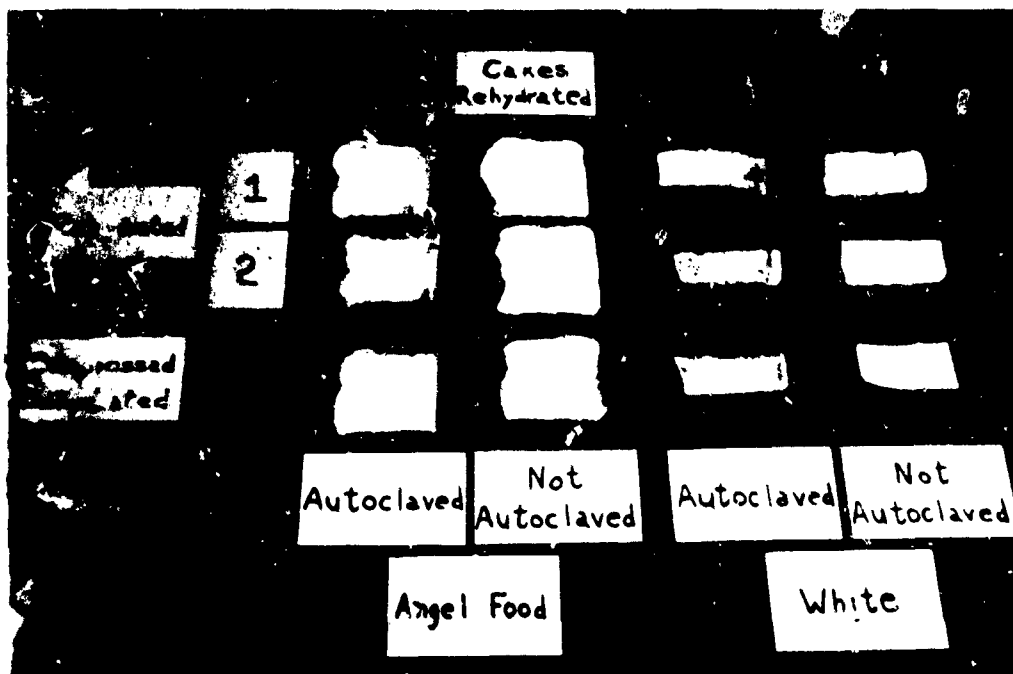 Cakes
Rehydrated
1
2
Autoclaved
Not
Autoclaved
Autoclaved
Not
Autoclaved
Angel Food
White